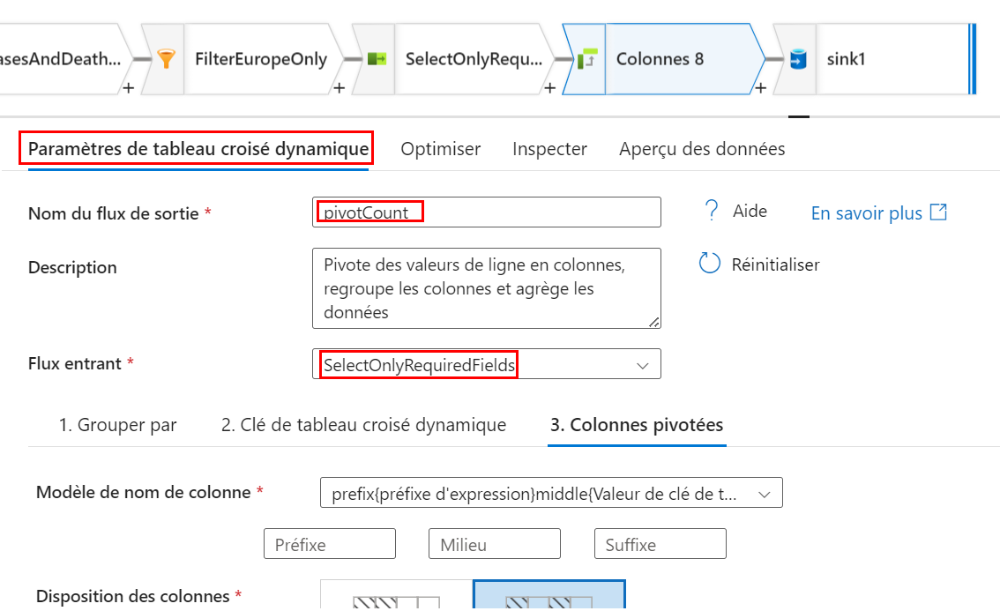 asesAndDeath... FilterEuropeOnly SelectOnlyRequ... Colonnes 8 sink1
+ + + +
Paramètres de tableau croisé dynamique Optimiser Inspecter Aperçu des données
Nom du flux de sortie * pivotCount ? Aide En savoir plus
Description Pivote des valeurs de ligne en colonnes, Réinitialiser
regroupe les colonnes et agrège les
données
Flux entrant * SelectOnlyRequiredFields
1. Grouper par 2. Clé de tableau croisé dynamique 3. Colonnes pivotées
Modèle de nom de colonne * prefix{préfixe d'expression}middle{Valeur de clé de t...
Préfixe Milieu Suffixe
Disposition des colonnes *